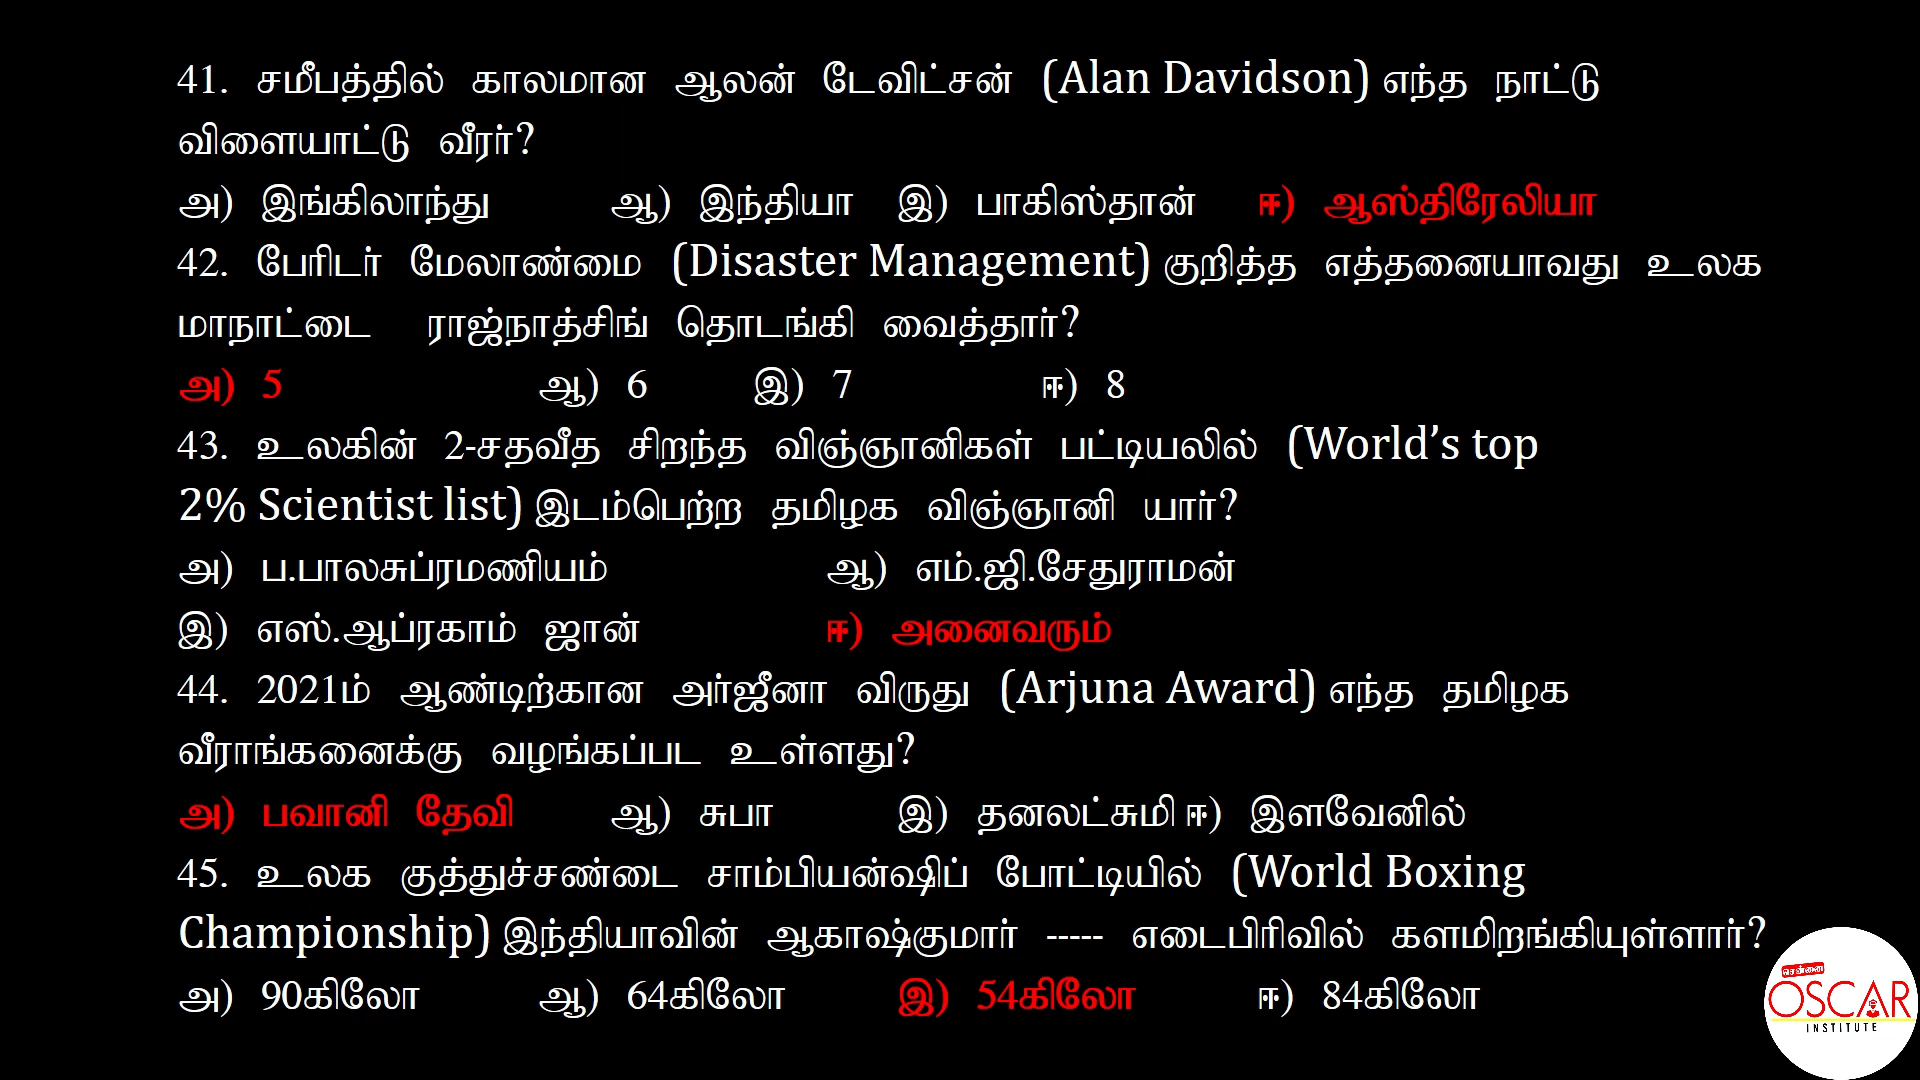 41. சமீபத்தில் காலமான ஆலன் டேவிட்சன் (Alan Davidson) எந்த நாட்டு
விளையாட்டு வீரர்?
அ) இங்கிலாந்து ஆ) இந்தியா இ) பாகிஸ்தான் ஈ) ஆஸ்திரேலியா
42. பேரிடர் மேலாண்மை (Disaster Management) குறித்த எத்தனையாவது உலக
மாநாட்டை ராஜ்நாத்சிங் தொடங்கி வைத்தார்?
அ) 5 ஆ) 6 இ) 7 ஈ) 8
43. உலகின் 2-சதவீத சிறந்த விஞ்ஞானிகள் பட்டியலில் (World’s top
2% Scientist list) இடம்பெற்ற தமிழக விஞ்ஞானி யார்?
அ) ப.பாலசுப்ரமணியம் ஆ) எம்.ஜி.சேதுராமன்
இ) எஸ்.ஆப்ரகாம் ஜான் ஈ) அனைவரும்
44. 2021ம் ஆண்டிற்கான அர்ஜீனா விருது (Arjuna Award) எந்த தமிழக
வீராங்கனைக்கு வழங்கப்பட உள்ளது?
அ) பவானி தேவி ஆ) சுபா இ) தனலட்சுமி ஈ) இளவேனில்
45. உலக குத்துச்சண்டை சாம்பியன்ஷிப் போட்டியில் (World Boxing
Championship) இந்தியாவின் ஆகாஷ்குமார் ----- எடைபிரிவில் களமிறங்கியுள்ளார்?
அ) 90கிலோ ஆ) 64கிலோ இ) 54கிலோ ஈ) 84கிலோ
சென்னை
OSCAR
INSTITUTE